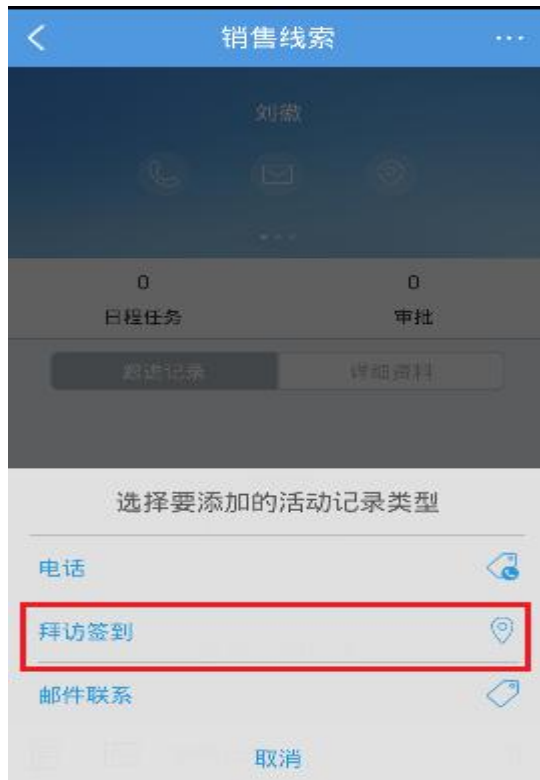 销售线索
刘徽
0 0
日程任务 审批
跟进记录 详细资料
选择要添加的活动记录类型
电话
拜访签到
邮件联系
取消